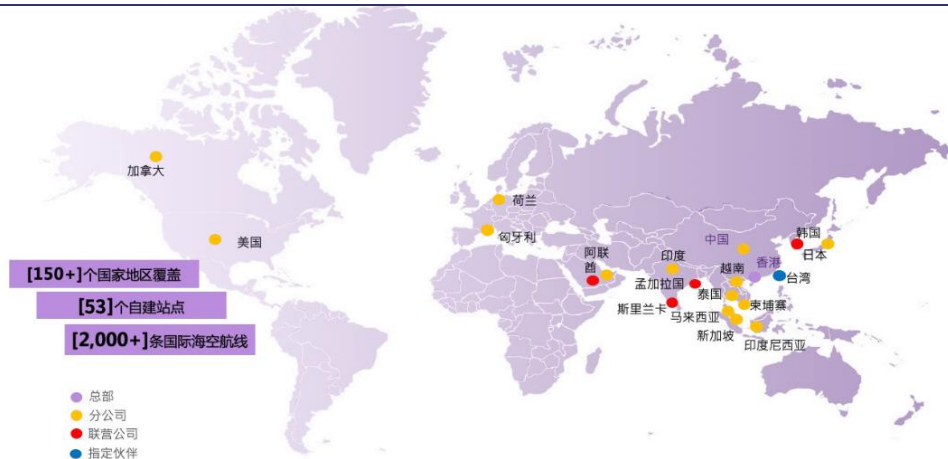 加拿大
美国
荷兰
匈牙利
阿联
酋
印度
孟加拉国
斯里兰卡
中国
香港
越南
泰国
马来西亚
新加坡
柬埔寨
印度尼西亚
韩国
日本
台湾
[150+]个国家地区覆盖
[53]个自建站点
[2,000+]条国际海空航线
总部
分公司
联营公司
指定伙伴